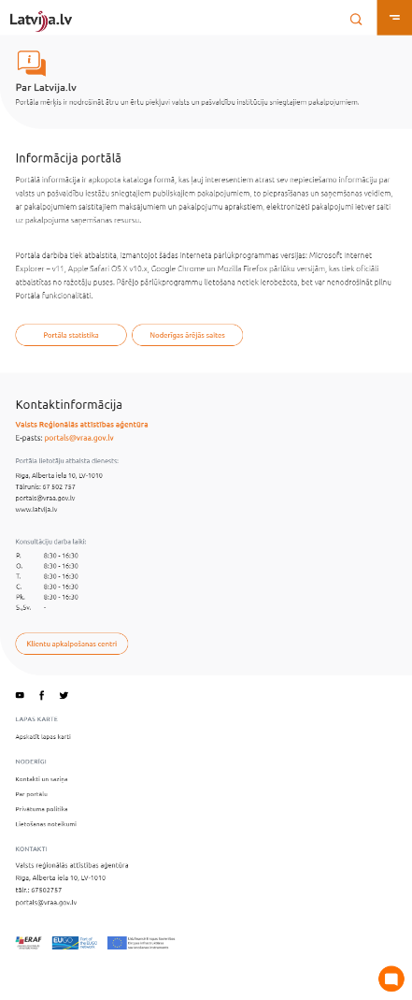 Latvija.lv
Par Latvija.lv
Portāla mērķis ir nodrošināt ātru un ērtu piekļuvi valsts un pašvaldību institūciju sniegtajiem pakalpojumiem.
Informācija portālā
Portālā informācija ir apkopota kataloga formā, kas ļauj interesentiem atrast sev nepieciešamo informāciju par
valsts un pašvaldību iestāžu sniegtajiem publiskajiem pakalpojumiem, to pieprasīšanas un saņemšanas veidiem,
ar pakalpojumiem saistītajiem maksājumiem un pakalpojumu aprakstiem, elektronizēti pakalpojumi ietver saiti
uz pakalpojuma saņemšanas resursu.
Portāla darbība tiek atbalstīta, izmantojot šādas interneta pārlūkprogrammas versijas: Microsoft Internet
Explorer – v11, Apple Safari OS X v10.x, Google Chrome un Mozilla Firefox pārlūku versijām, kas tiek oficiāli
atbalstītas no ražotāju puses. Pārējo pārlūkprogrammu lietošana netiek ierobežota, bet var nenodrošināt pilnu
Portāla funkcionalitāti.
Portāla statistika
Noderīgas ārējās saites
Kontaktinformācija
Valsts Reģionālās attīstības aģentūra
E-pasts: portals@vraa.gov.lv
Portāla lietotāju atbalsta dienests:
Rīga, Alberta iela 10, LV-1010
Tālrunis: 67 502 757
portals@vraa.gov.lv
www.latvija.lv
Konsultāciju darba laiki:
P. 8:30 - 16:30
O. 8:30 - 16:30
T. 8:30 - 16:30
C. 8:30 - 16:30
Pk. 8:30 - 16:30
S.,Sv. -
Klientu apkalpošanas centri
LAPAS KARTE
Apskatīt lapas karti
NODERĪGI
Kontakti un saziņa
Par portālu
Privātuma politika
Lietošanas noteikumi
KONTAKTI
Valsts reģionālās attīstības aģentūra
Rīga, Alberta iela 10, LV-1010
tālr.: 67502757
portals@vraa.gov.lv
ERAF
EUGO
Part of
the EUGO
network